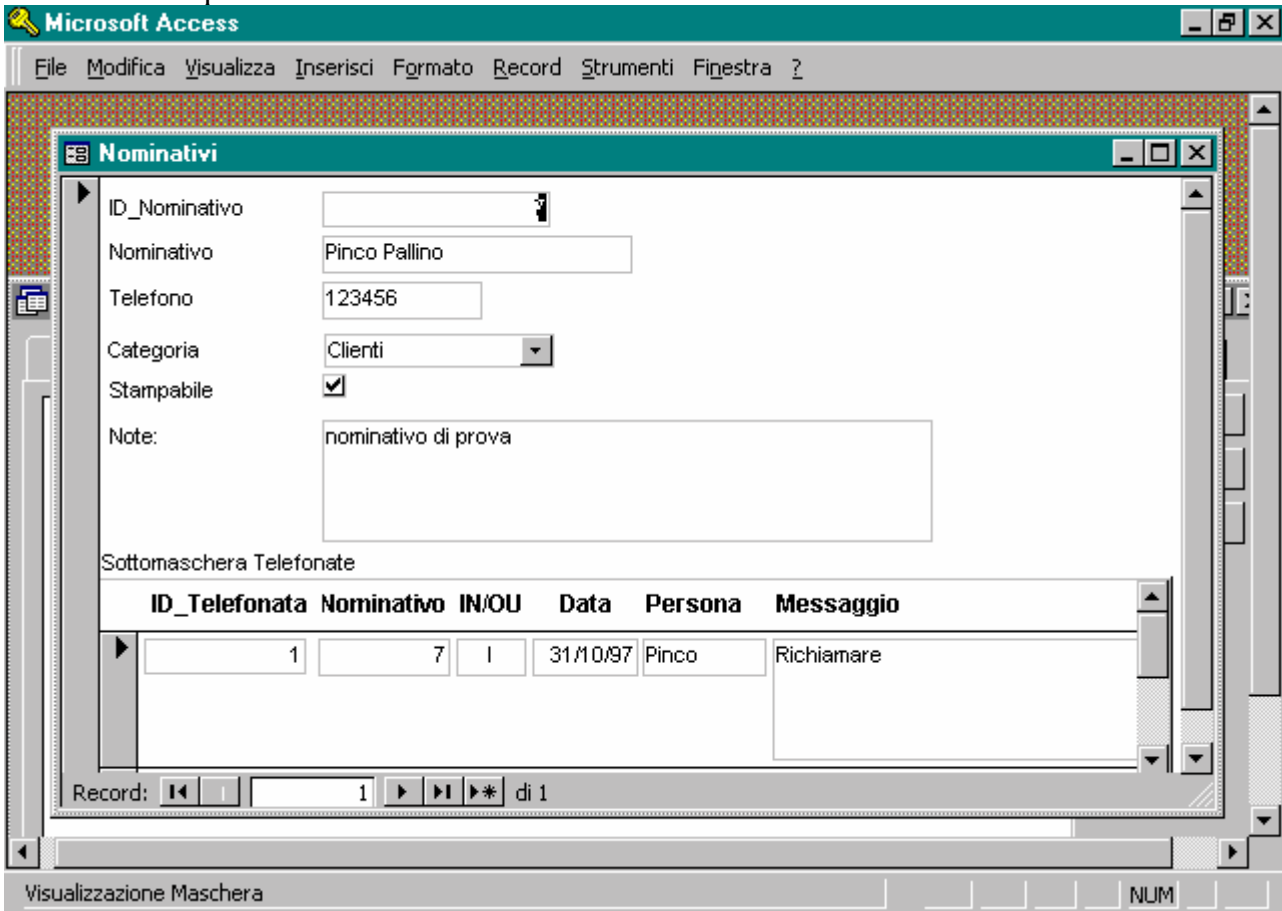 Microsoft Access
File Modifica Visualizza Inserisci Formato Record Strumenti Finestra ?
Nominativi
ID_Nominativo
Nominativo Pinco Pallino
Telefono 123456
Categoria Clienti
Stampabile
Note: nominativo di prova
Sottomaschera Telefonate
ID_Telefonata Nominativo IN/OU Data Persona Messaggio
1 7 I 31/10/97 Pinco Richiamare
Record: 1 di 1
Visualizzazione Maschera NUM